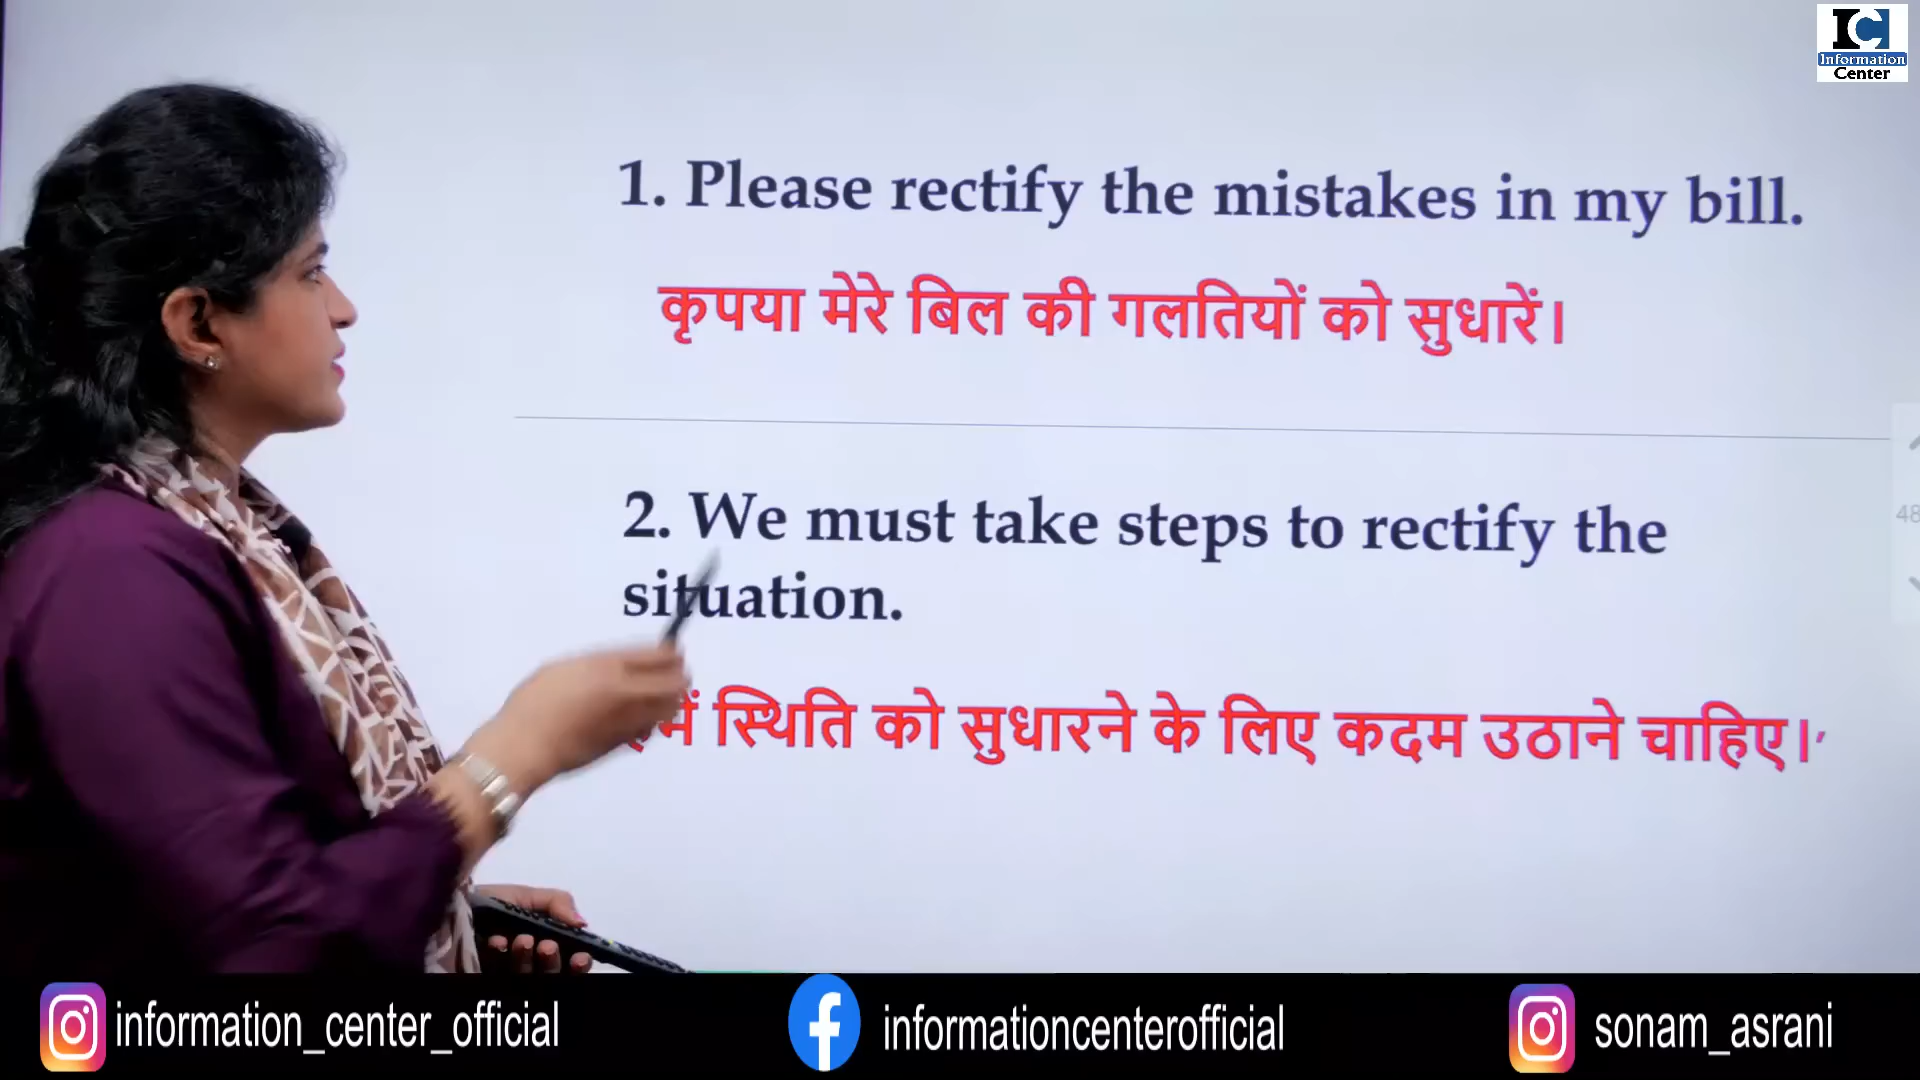 IC
Information
Center
1. Please rectify the mistakes in my bill.
कृपया मेरे बिल की गलतियों को सुधारें।
2. We must take steps to rectify the
situation.
स्थिति को सुधारने के लिए कदम उठाने चाहिए।’
48
information_center_official
informationcenterofficial
sonam_asrani